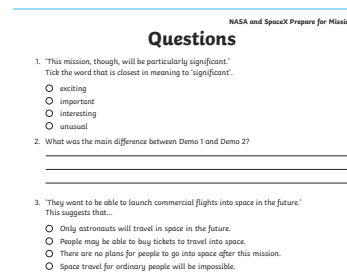 NASA and SpaceX Prepare for
Questions
1. 'This mission, though, will be particularly significant.'
Tick the word that is closest in meaning to 'significant'.
exciting
important
interesting
unusual
2. What was the main difference between Demo 1 and Demo 2?
3. 'They want to be able to launch commercial flights into space in the future.'
This suggests that...
Only astronauts will travel in space in the future.
People may be able to buy tickets to travel into space.
There are no plans for people to go into space after this mission.
Space travel for ordinary people will be impossible.